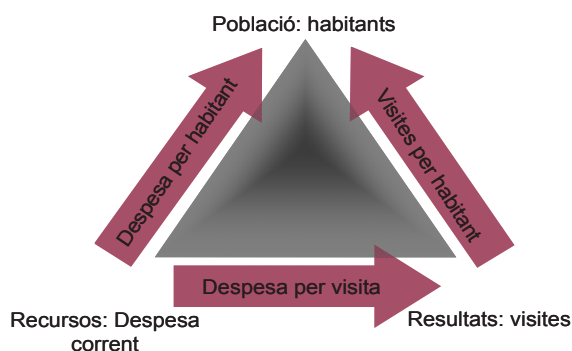 Població: habitants
Despesa per habitant
Visites per habitant
Despesa per visita
Recursos: Despesa
corrent
Resultats: visites